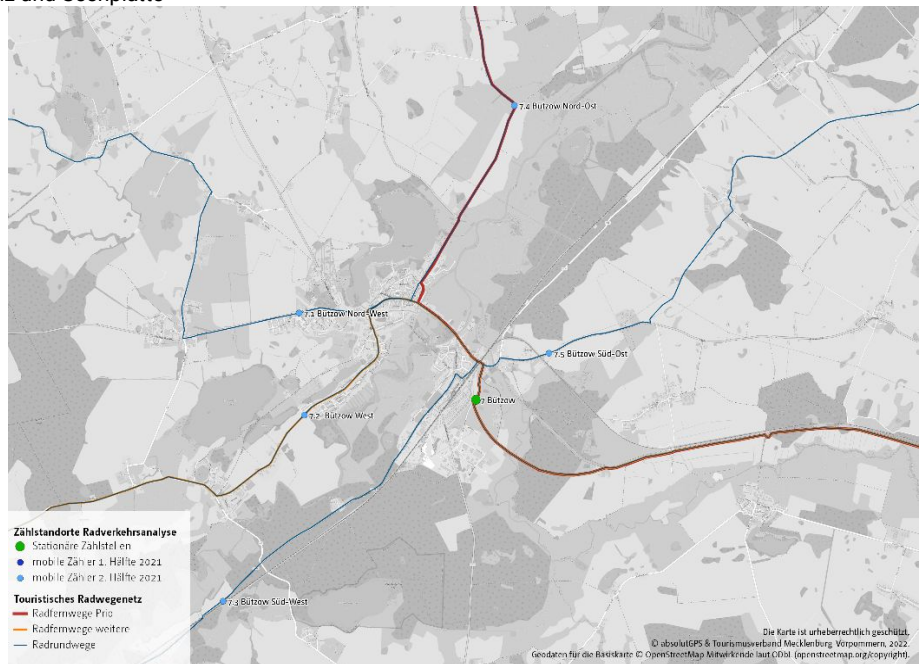 7.4 Bützow Nord-Ost
7.1 Bützow Nord-West
7.5 Bützow Süd-Ost
7 Bützow
7.2 Bützow West
7.3 Bützow Süd-West
Zählstandorte Radverkehrsanalyse
Stationäre Zählstellen
mobile Zähler 1. Hälfte 2021
mobile Zähler 2. Hälfte 2021
Touristisches Radwegenetz
Radfernwege Prio
Radfernwege weitere
Radrundwege
Die Karte ist urheberrechtlich geschützt,
© absolutGPS & Tourismusverband Mecklenburg Vorpommern, 2022.
Geodaten für die Basiskarte © OpenStreetMap Mitwirkende laut ODbl (openstreetmap.org/copyright).